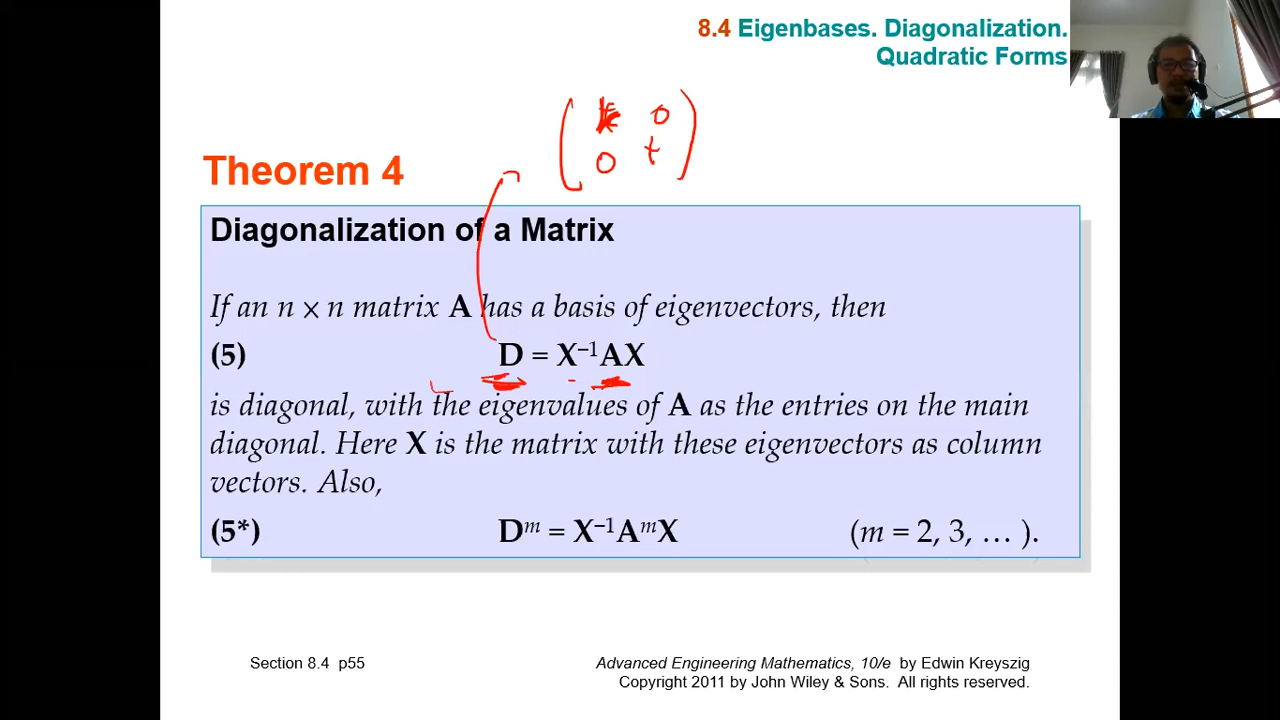 8.4 Eigenbases. Diagonalization.
Quadratic Forms
0
0 t
Theorem 4
Diagonalization of a Matrix
If an n × n matrix A has a basis of eigenvectors, then
(5) D = X⁻¹AX
is diagonal, with the eigenvalues of A as the entries on the main
diagonal. Here X is the matrix with these eigenvectors as column
vectors. Also,
(5*) Dᵐ = X⁻¹AᵐX (m = 2, 3, … ).
Section 8.4 p55
Advanced Engineering Mathematics, 10/e by Edwin Kreyszig
Copyright 2011 by John Wiley & Sons. All rights reserved.